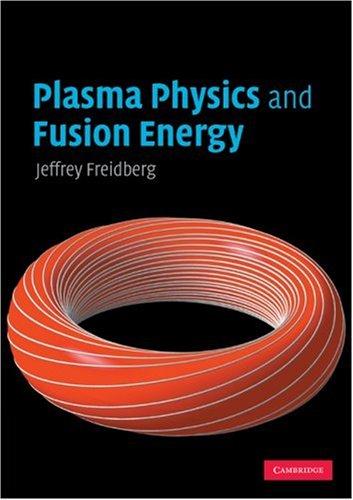 Plasma Physics and
Fusion Energy
Jeffrey Freidberg
CAMBRIDGE